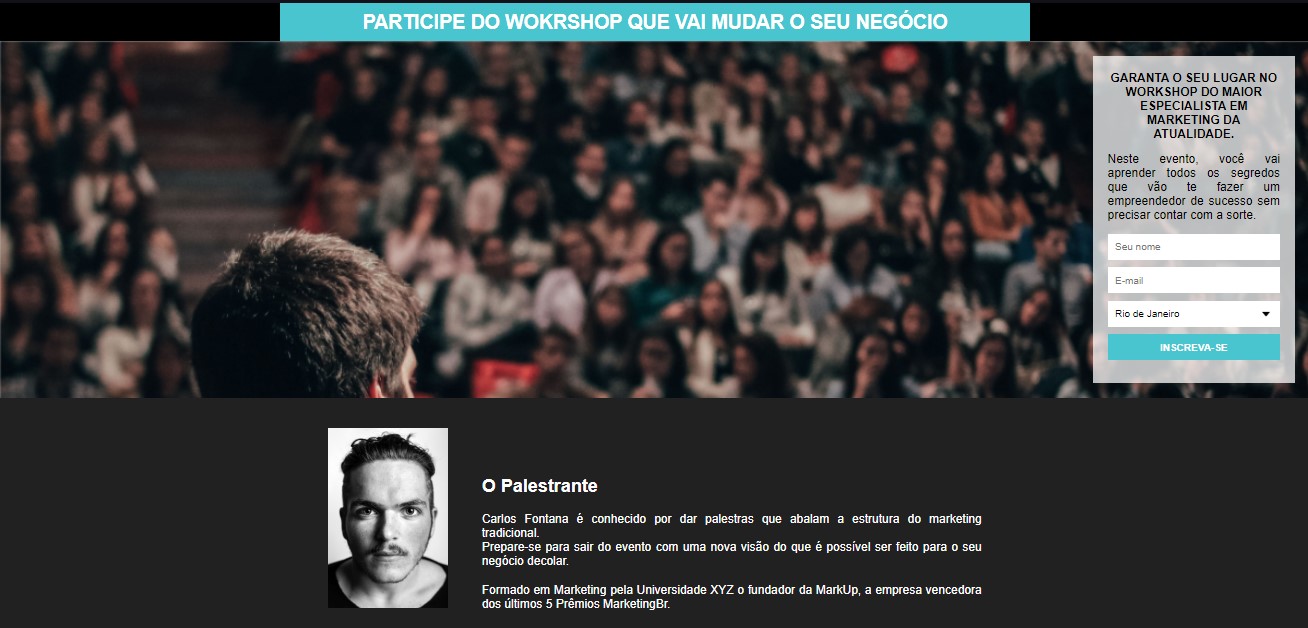 PARTICIPE DO WOKRSHOP QUE VAI MUDAR O SEU NEGÓCIO
GARANTA O SEU LUGAR NO
WORKSHOP DO MAIOR
ESPECIALISTA EM
MARKETING DA
ATUALIDADE.
Neste evento, você vai
aprender todos os segredos
que vão te fazer um
empreendedor de sucesso sem
precisar contar com a sorte.
Seu nome
E-mail
Rio de Janeiro
INSCREVA-SE
O Palestrante
Carlos Fontana é conhecido por dar palestras que abalam a estrutura do marketing
tradicional.
Prepare-se para sair do evento com uma nova visão do que é possível ser feito para o seu
negócio decolar.
Formado em Marketing pela Universidade XYZ o fundador da MarkUp, a empresa vencedora
dos últimos 5 Prêmios MarketingBr.